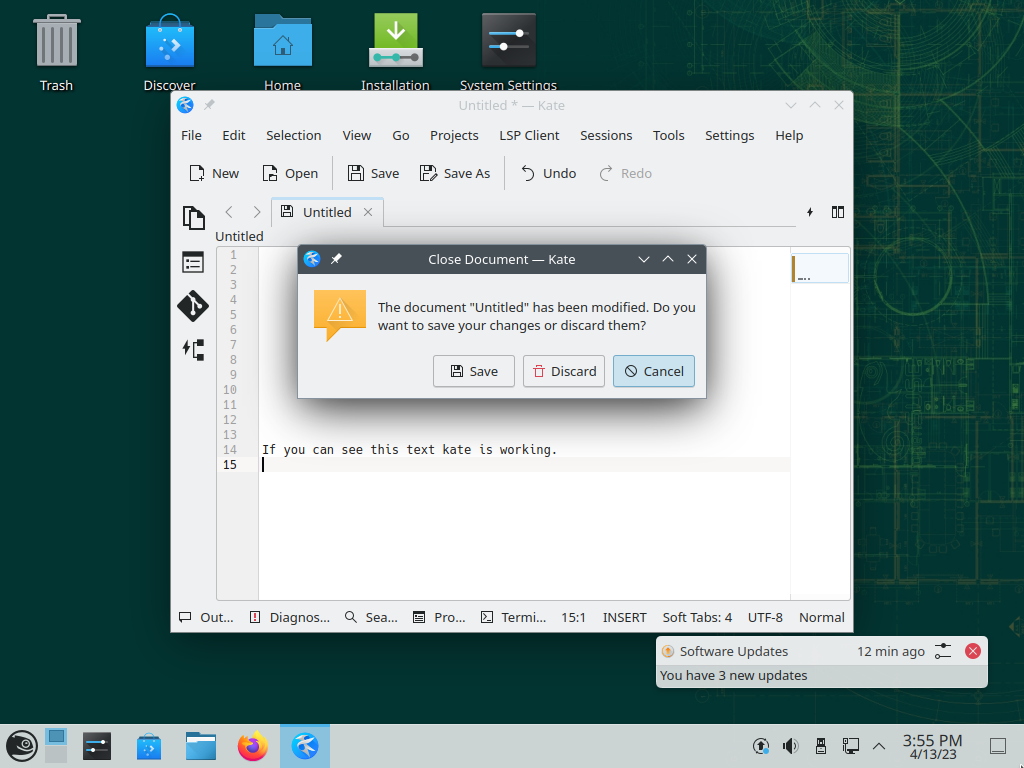 Trash
Discover
Home
Installation
System Settings
Untitled * — Kate
File Edit Selection View Go Projects LSP Client Sessions Tools Settings Help
New Open Save Save As Undo Redo
Untitled
Untitled
Close Document — Kate
The document "Untitled" has been modified. Do you
want to save your changes or discard them?
Save Discard Cancel
1
2
3
4
5
6
7
8
9
10
11
12
13
14 If you can see this text kate is working.
15
Out... Diagnos... Sea... Pro... Termi... 15:1 INSERT Soft Tabs: 4 UTF-8 Normal
Software Updates 12 min ago
You have 3 new updates
3:55 PM
4/13/23